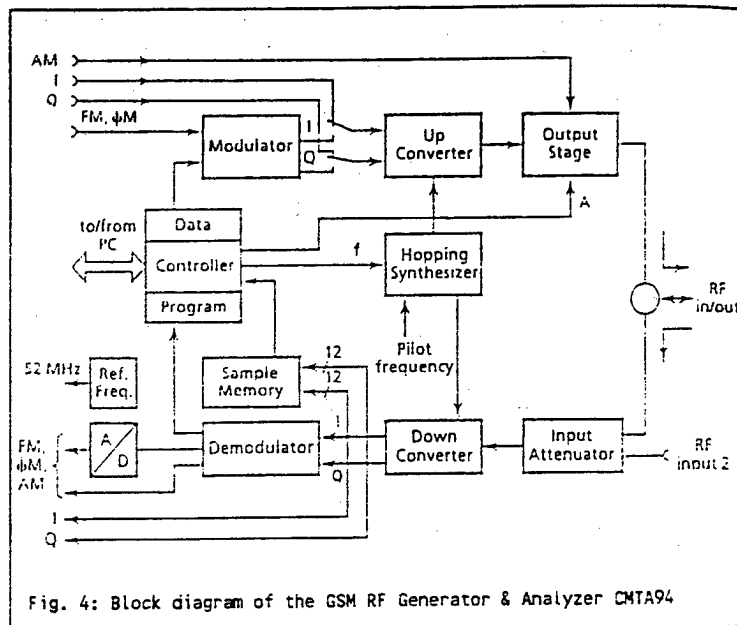 AM
I
Q
FM, ϕM
Modulator
I
Q
Up
Converter
Output
Stage
A
to/from
PC
Data
Controller
Program
f
Hopping
Synthesizer
RF
in/out
Pilot
frequency
52 MHz
Ref.
Freq.
Sample
Memory
12
12
FM,
ϕM,
AM
A
D
Demodulator
I
Q
Down
Converter
Input
Attenuator
RF
input 2
I
Q
Fig. 4: Block diagram of the GSM RF Generator & Analyzer CMTA94